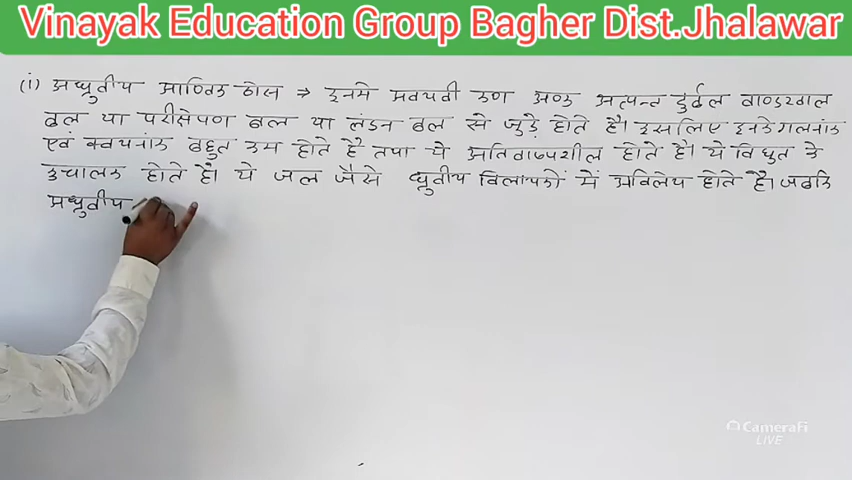 Vinayak Education Group Bagher Dist.Jhalawar
(i) अध्रुवीय आण्विक ठोस ⇒ इनमे अवयवी कण अणु अत्यन्त दुर्बल वाण्डरवाल
बल या परीक्षेपण बल या लंडन बल से जुड़े होते है। इसलिए इनके गलनांक
एवं क्वथनांक बहुत कम होते है तथा ये अतिवाष्पशील होते है। ये विधुत के
कुचालक होते है। ये जल जैसे ध्रुवीय विलायकों में अविलेय होते है। जबकि
अध्रुवीय
CameraFi
LIVE